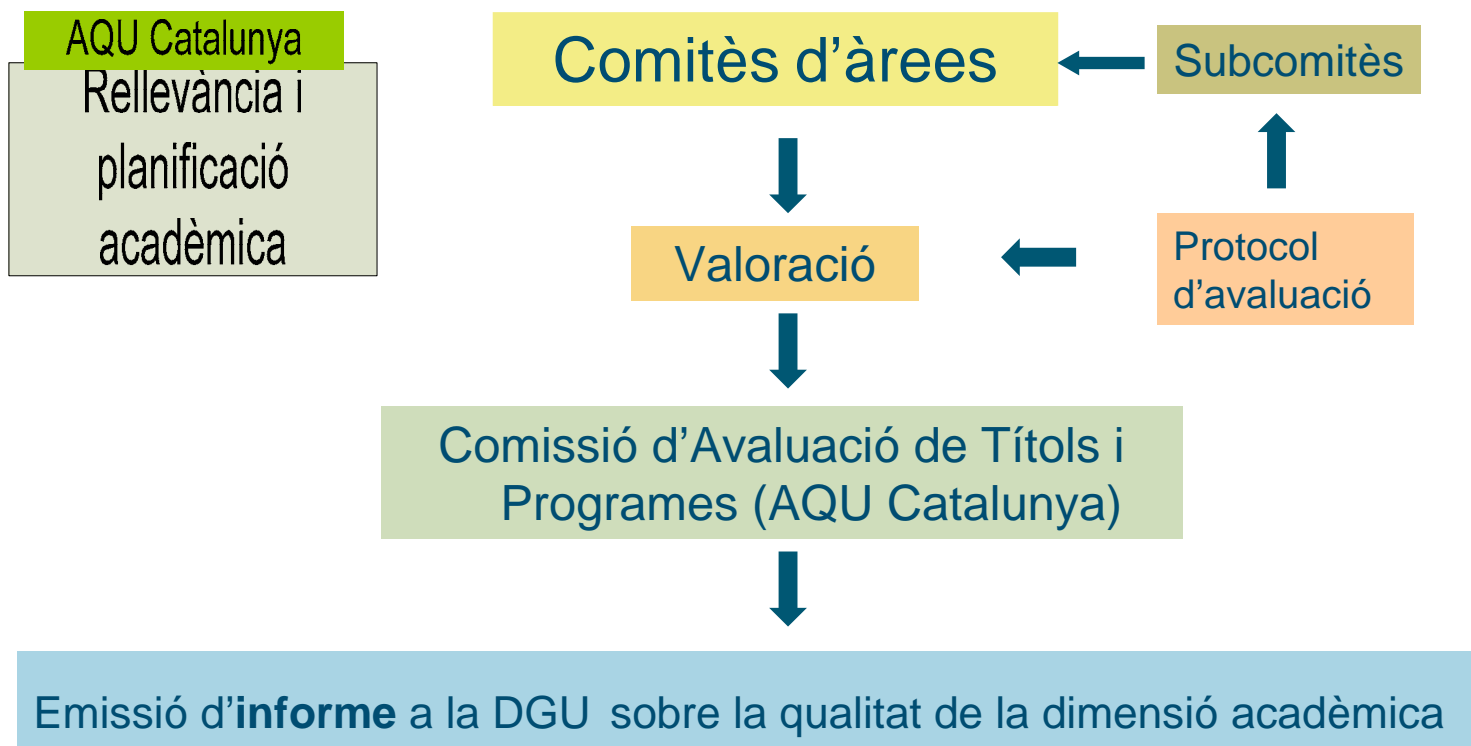 AQU Catalunya
Rellevància i
planificació
acadèmica
Comitès d’àrees
Subcomitès
Valoració
Protocol
d’avaluació
Comissió d’Avaluació de Títols i
Programes (AQU Catalunya)
Emissió d’informe a la DGU sobre la qualitat de la dimensió acadèmica